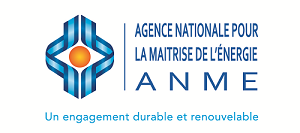 AGENCE NATIONALE POUR
LA MAITRISE DE L'ÉNERGIE
ANME
Un engagement durable et renouvelable